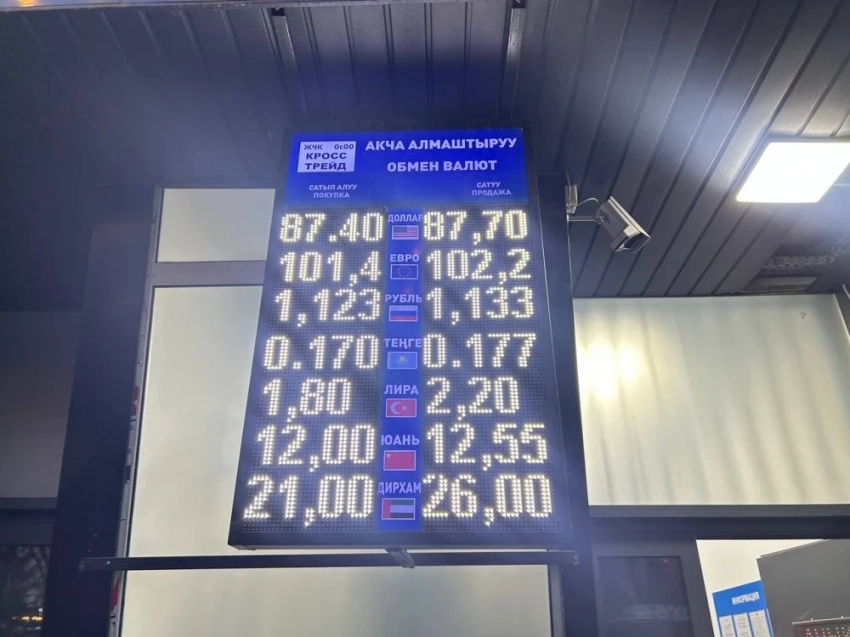 ЖЧК ОсОО
КРОСС
ТРЕЙД
АКЧА АЛМАШТЫРУУ
ОБМЕН ВАЛЮТ
САТЫП АЛУУ
ПОКУПКА
САТУУ
ПРОДАЖА
87.40 ДОЛЛАР 87,70
101,4 ЕВРО 102,2
1,123 РУБЛЬ 1,133
0.170 ТЕҢГЕ 0.177
1,80 ЛИРА 2,20
12,00 ЮАНЬ 12,55
21,00 ДИРХАМ 26,00